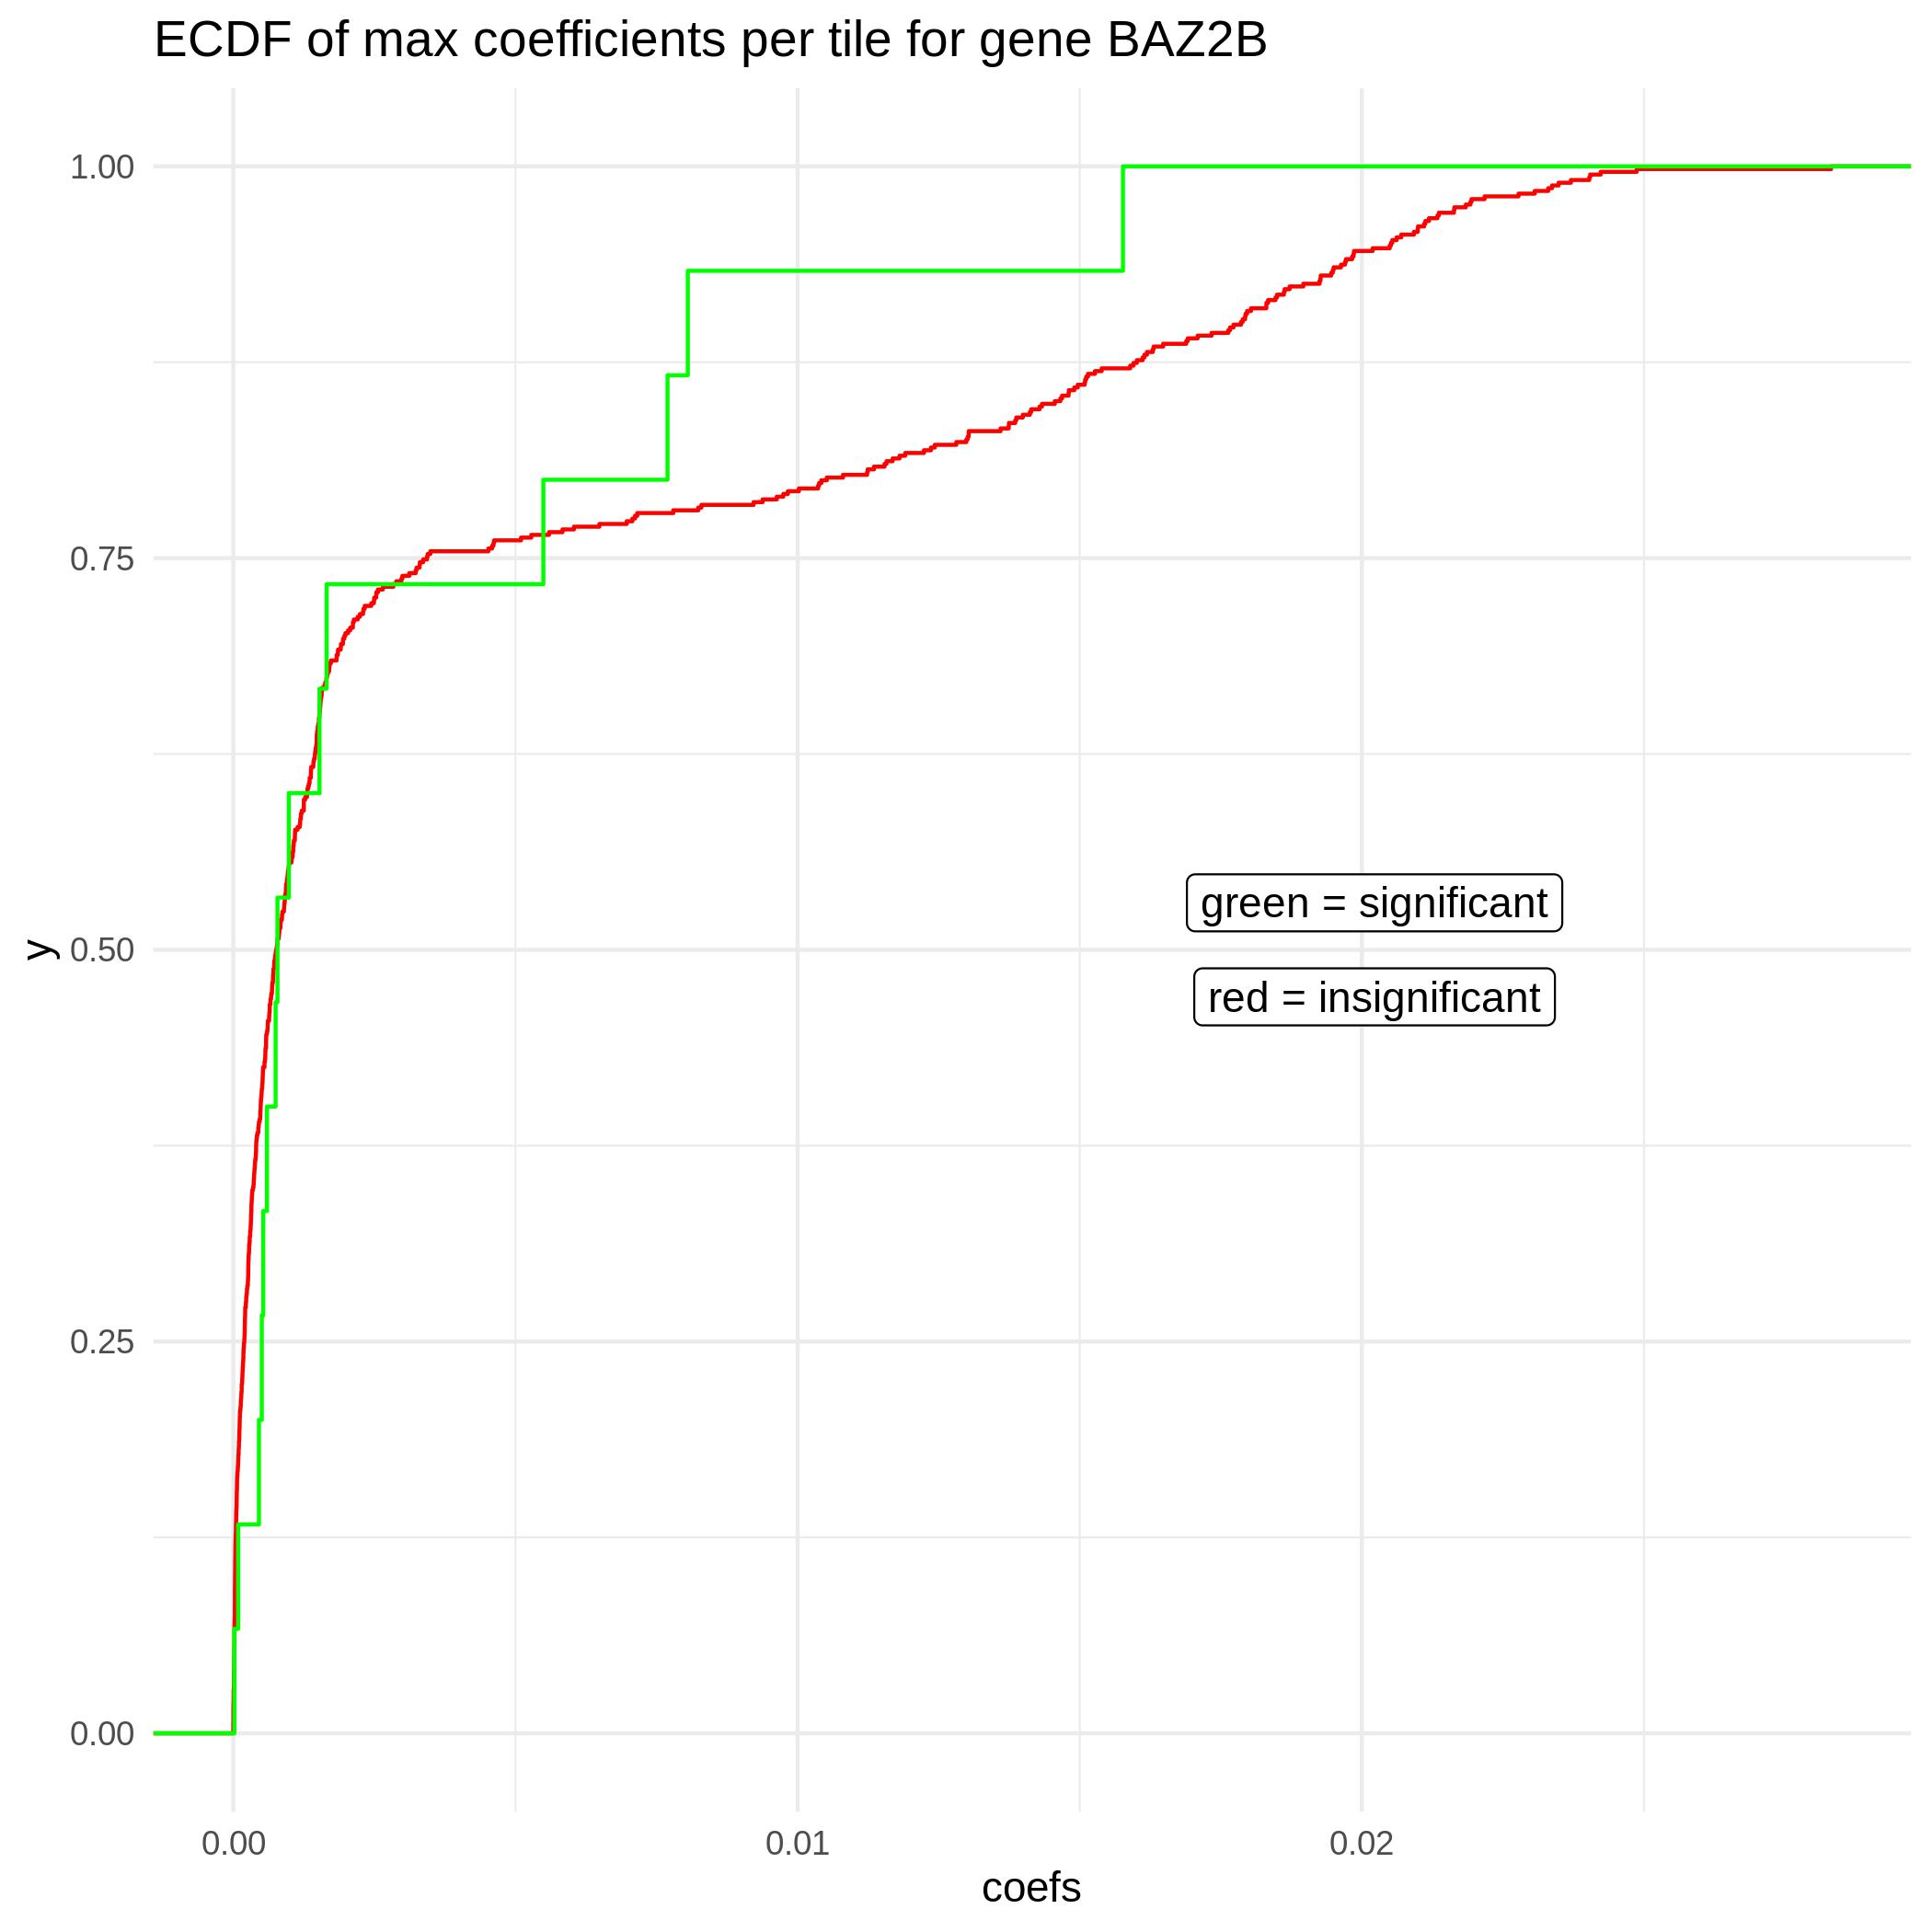 ECDF of max coefficients per tile for gene BAZ2B
1.00
0.75
0.50
0.25
0.00
y
green = significant
red = insignificant
0.00 0.01 0.02
coefs